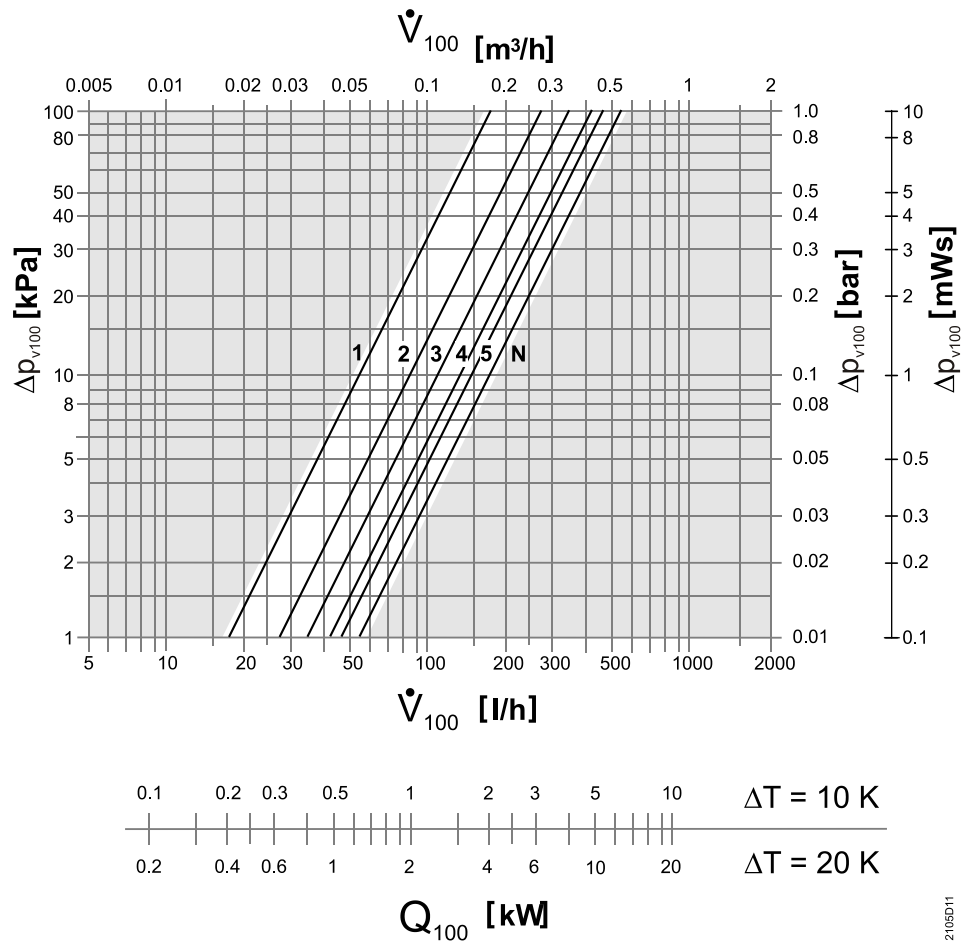 V̇100 [m³/h]
0.005 0.01 0.02 0.03 0.05 0.1 0.2 0.3 0.5 1 2
100 1.0 10
80 0.8 8
50 0.5 5
40 0.4 4
30 0.3 3
20 0.2 2
Δpv100 [kPa]
Δpv100 [bar]
Δpv100 [mWs]
1 2 3 4 5 N
10 0.1 1
8 0.08
5 0.05 0.5
3 0.03 0.3
2 0.02 0.2
1 0.01 0.1
5 10 20 30 50 100 200 300 500 1000 2000
V̇100 [l/h]
0.1 0.2 0.3 0.5 1 2 3 5 10 ΔT = 10 K
0.2 0.4 0.6 1 2 4 6 10 20 ΔT = 20 K
Q100 [kW]
2105D11